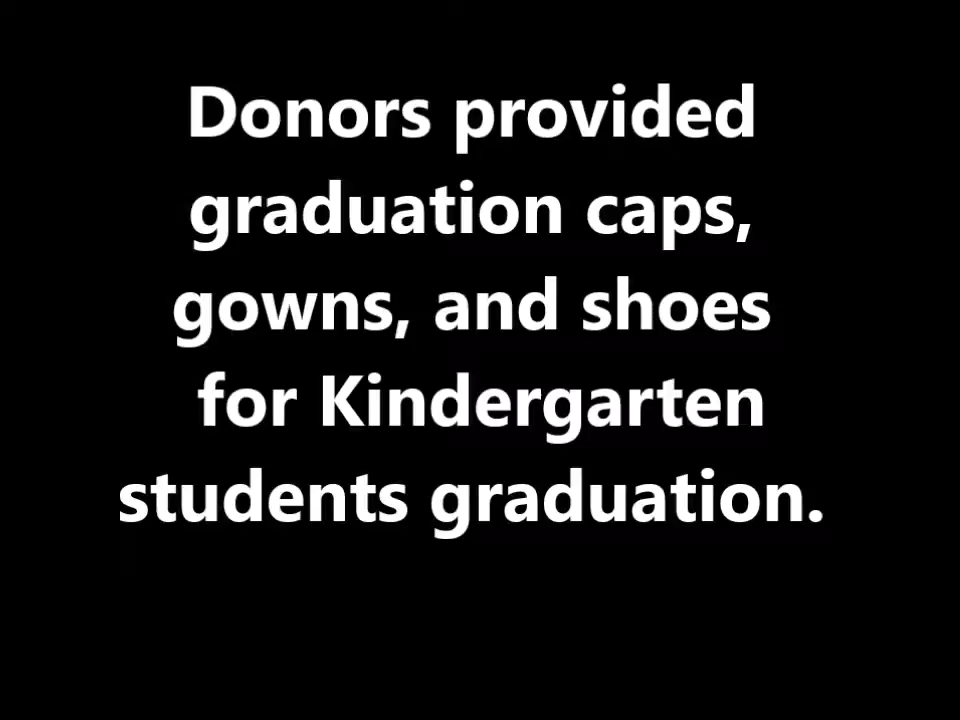 Donors provided
graduation caps,
gowns, and shoes
for Kindergarten
students graduation.